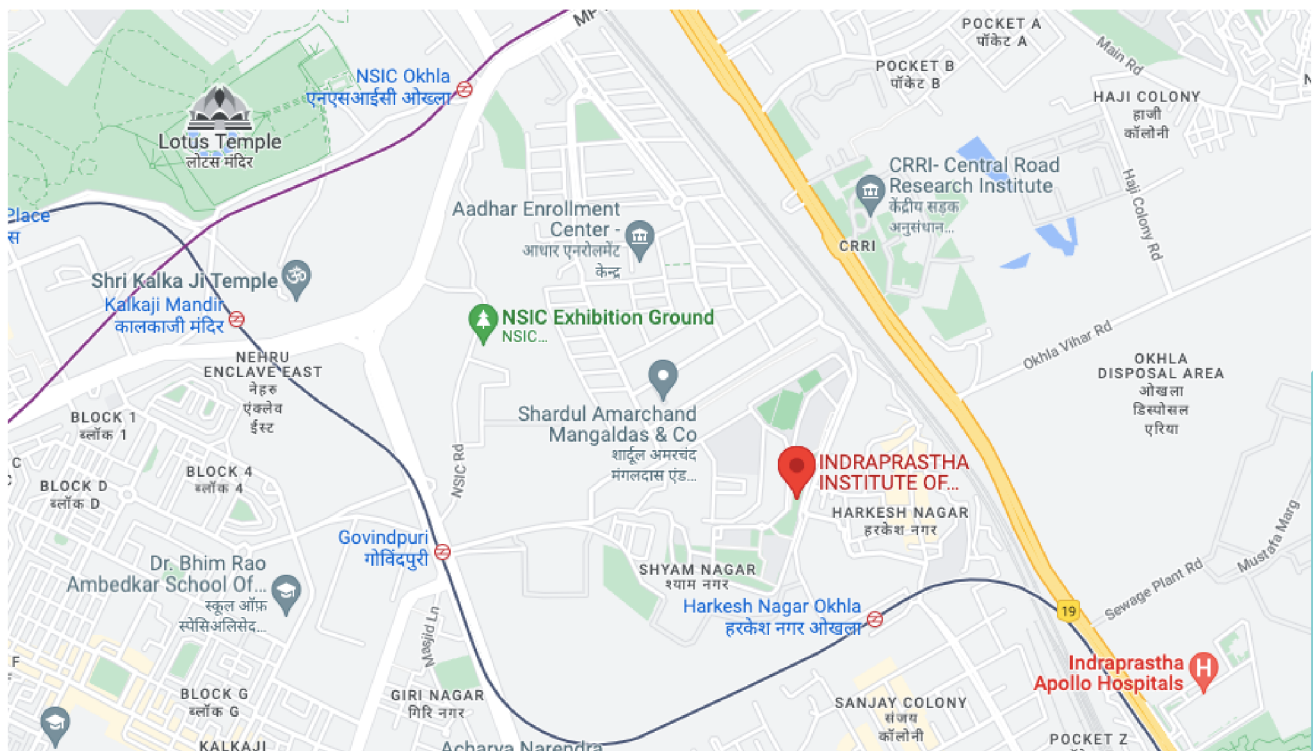 MP
POCKET A
पॉकेट A
Main Rd
POCKET B
पॉकेट B
NSIC Okhla
एनएसआईसी ओख्ला
HAJI COLONY
हाजी
कॉलोनी
N
Lotus Temple
लोटस मंदिर
CRRI- Central Road
Research Institute
केंद्रीय सड़क
अनुसंधान...
Haji Colony Rd
Place
स
Aadhar Enrollment
Center -
आधार एनरोलमेंट
केन्द्र
CRRI
Shri Kalka Ji Temple
Kalkaji Mandir
कालकाजी मंदिर
NSIC Exhibition Ground
NSIC...
Okhla Vihar Rd
NEHRU
ENCLAVE EAST
नेहरु
एंक्लेव
ईस्ट
OKHLA
DISPOSAL AREA
ओखला
डिस्पोसल
एरिया
BLOCK 1
ब्लॉक 1
Shardul Amarchand
Mangaldas & Co
शार्दूल अमरचंद
मंगलदास एंड...
C
BLOCK 4
ब्लॉक 4
BLOCK D
ब्लॉक D
NSIC Rd
INDRAPRASTHA
INSTITUTE OF...
HARKESH NAGAR
हरकेश नगर
Mustafa Marg
Govindpuri
गोविंदपुरी
Dr. Bhim Rao
Ambedkar School Of...
स्कूल ऑफ़
स्पेसिअलिसेद...
SHYAM NAGAR
श्याम नगर
Sewage Plant Rd
Harkesh Nagar Okhla
हरकेश नगर ओखला
19
Masjid Ln
F
Indraprastha
Apollo Hospitals
H
BLOCK G
ब्लॉक G
GIRI NAGAR
गिरि नगर
SANJAY COLONY
संजय
कॉलोनी
KALKAJI
Acharya Narendra
POCKET Z